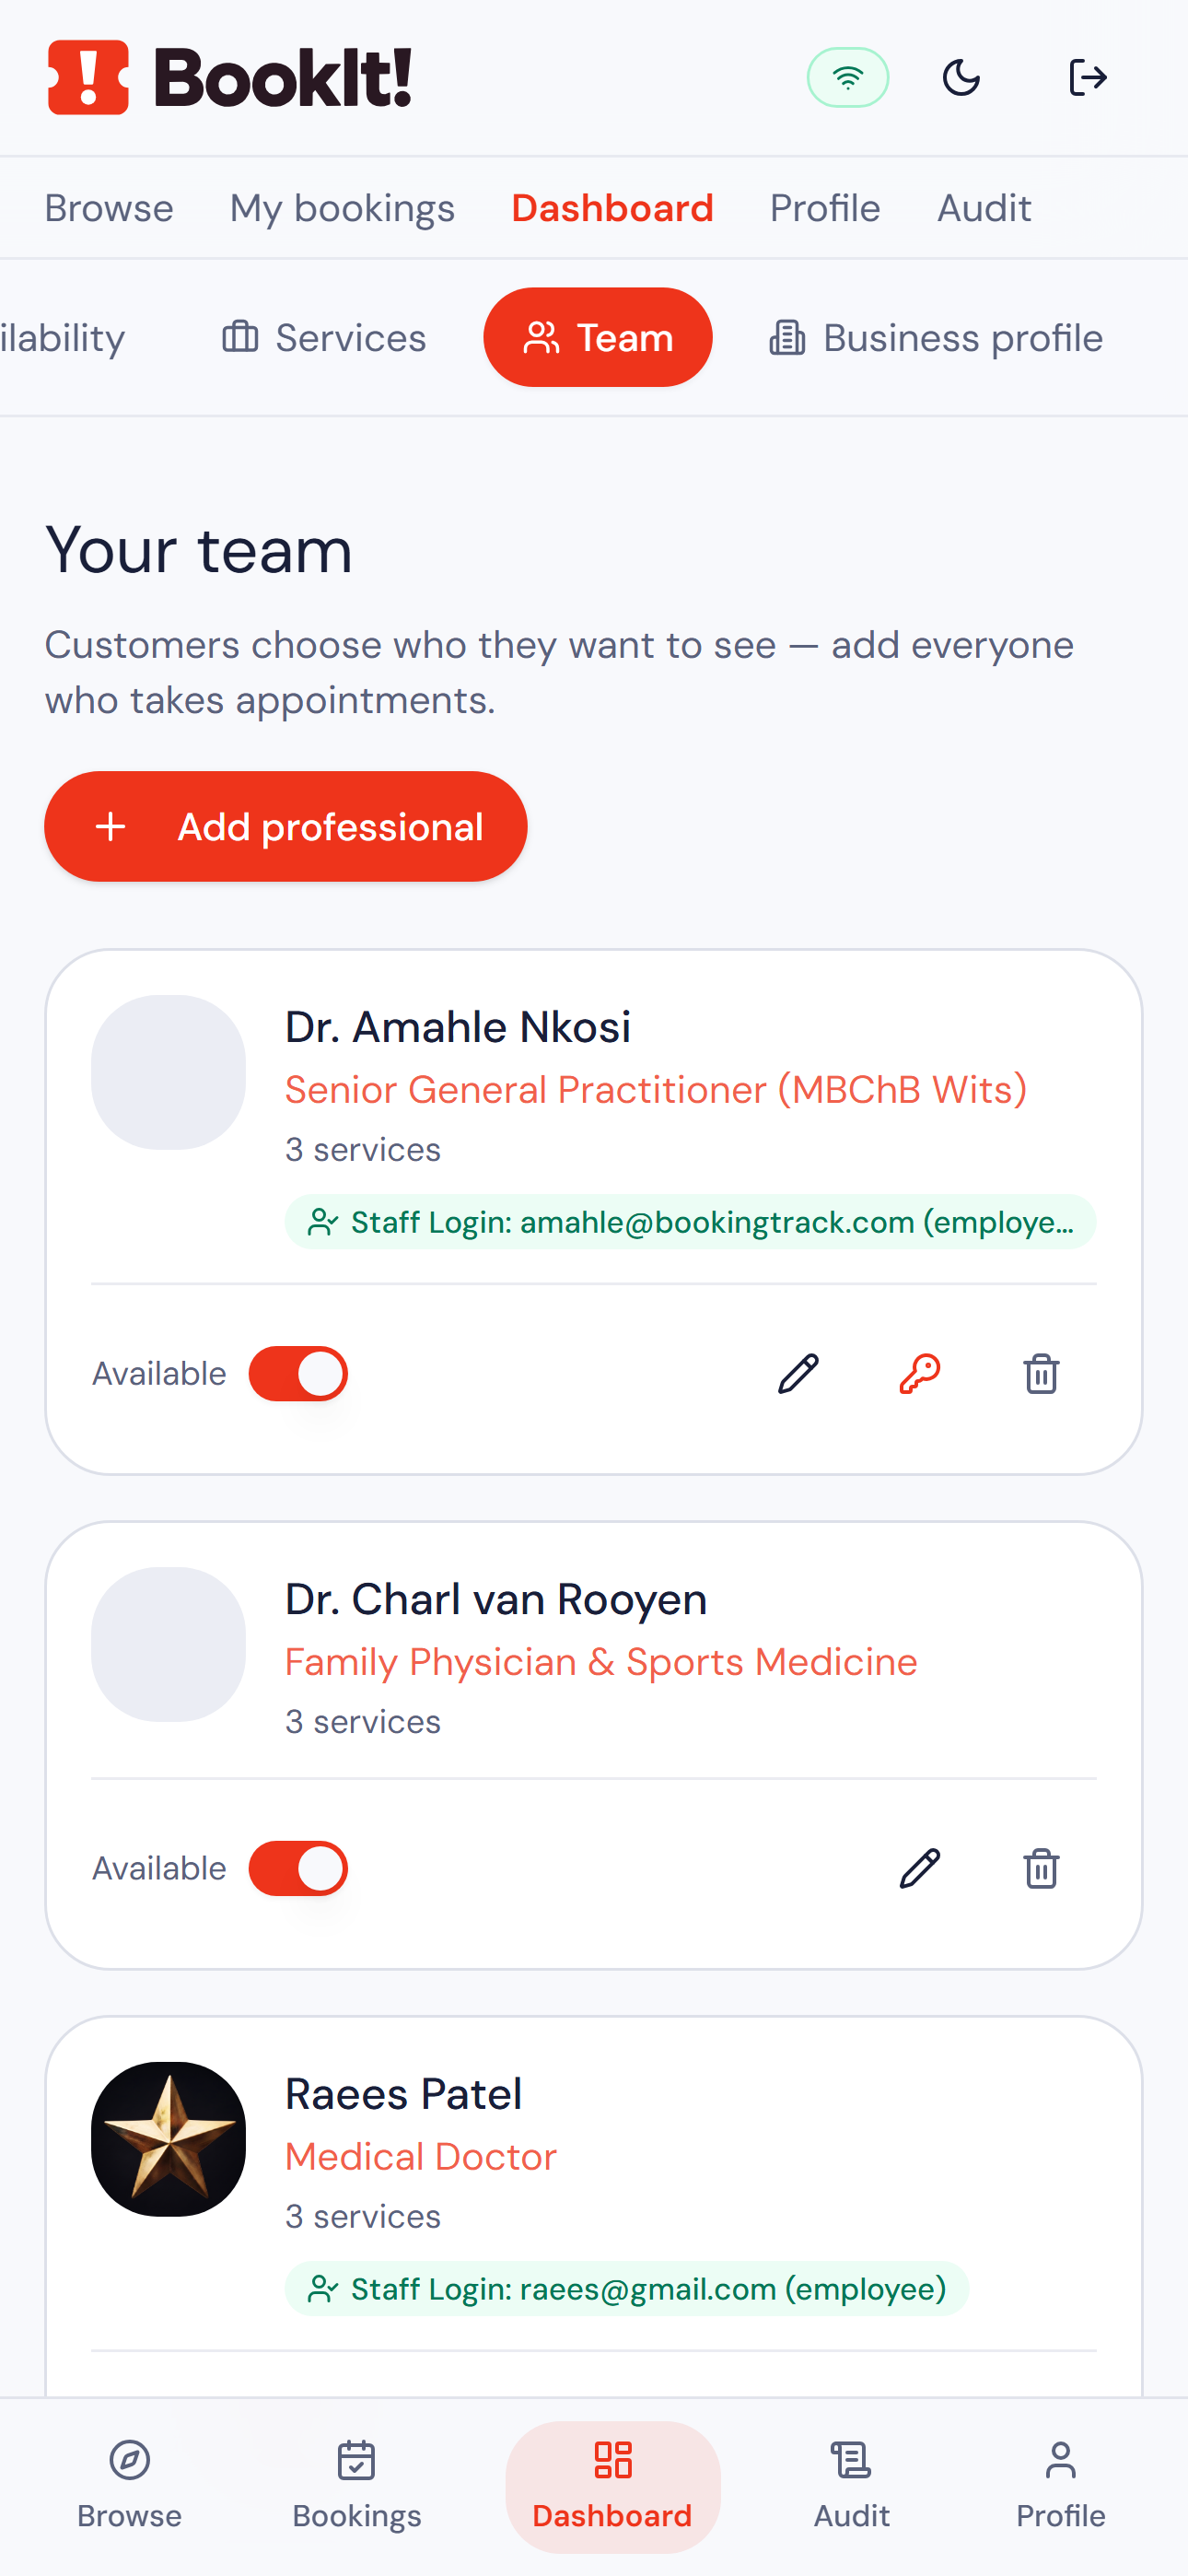 BookIt!
Browse My bookings Dashboard Profile Audit
ilability Services Team Business profile
Your team
Customers choose who they want to see — add everyone
who takes appointments.
Add professional
Dr. Amahle Nkosi
Senior General Practitioner (MBChB Wits)
3 services
Staff Login: amahle@bookingtrack.com (employe...
Available
Dr. Charl van Rooyen
Family Physician & Sports Medicine
3 services
Available
Raees Patel
Medical Doctor
3 services
Staff Login: raees@gmail.com (employee)
Browse Bookings Dashboard Audit Profile